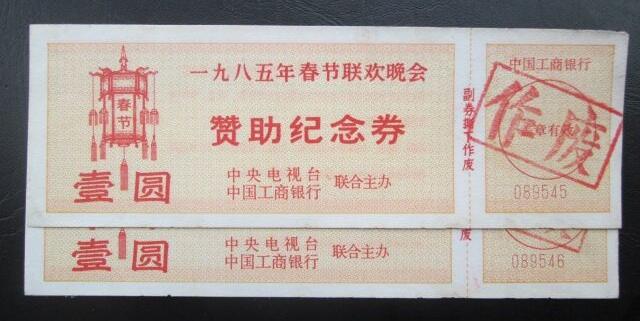 一九八五年春节联欢晚会
春节
赞助纪念券
壹圆
中央电视台
中国工商银行
联合主办
副券撕下作废
中国工商银行
章有效
作废
089545
壹圆
中央电视台
中国工商银行
联合主办
作废
089546